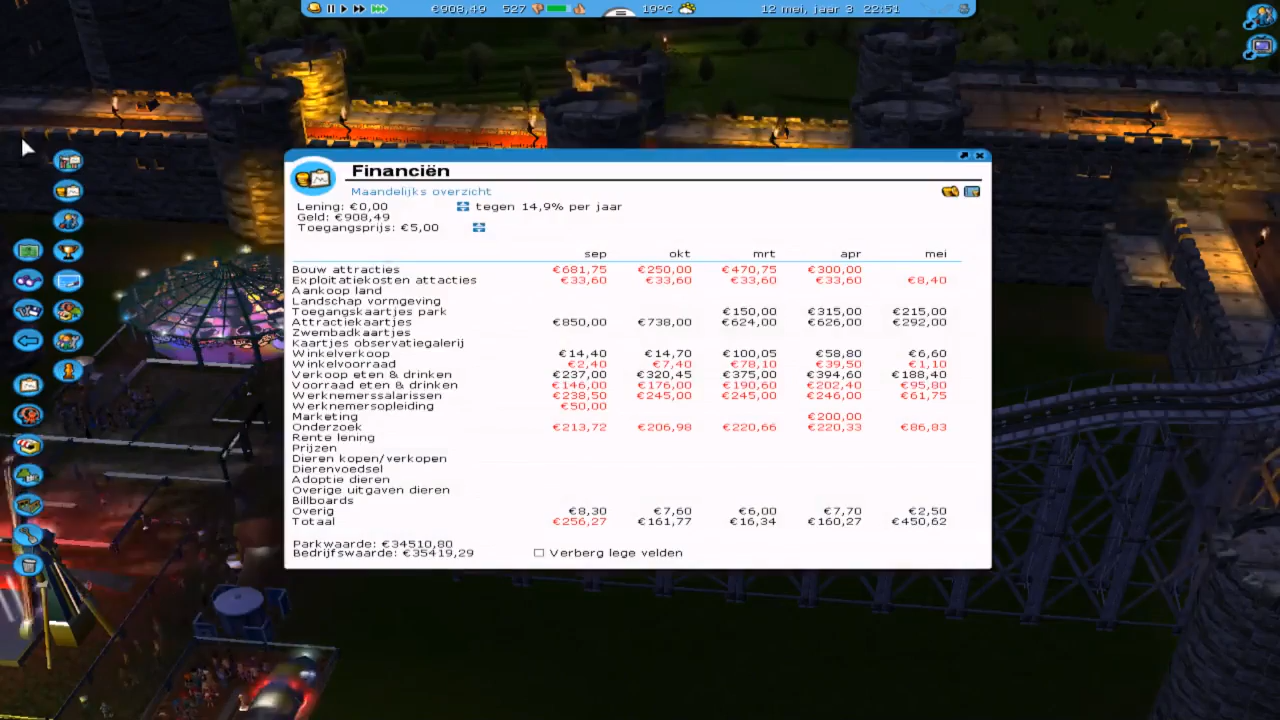 €908,49 527 19°C 12 mei, jaar 3 22:51
Financiën
Maandelijks overzicht
Lening: €0,00 tegen 14,9% per jaar
Geld: €908,49
Toegangsprijs: €5,00
sep okt mrt apr mei
Bouw attracties €681,75 €250,00 €470,75 €300,00
Exploitatiekosten attacties €33,60 €33,60 €33,60 €33,60 €8,40
Aankoop land
Landschap vormgeving
Toegangskaartjes park €150,00 €315,00 €215,00
Attractiekaartjes €850,00 €738,00 €624,00 €626,00 €292,00
Zwembadkaartjes
Kaartjes observatiegalerij
Winkelverkoop €14,40 €14,70 €100,05 €58,80 €6,60
Winkelvoorraad €2,40 €7,40 €78,10 €39,50 €1,10
Verkoop eten & drinken €237,00 €320,45 €375,00 €394,60 €188,40
Voorraad eten & drinken €146,00 €176,00 €190,60 €202,40 €95,80
Werknemerssalarissen €238,50 €245,00 €245,00 €246,00 €61,75
Werknemersopleiding €50,00
Marketing €200,00
Onderzoek €213,72 €206,98 €220,66 €220,33 €86,83
Rente lening
Prijzen
Dieren kopen/verkopen
Dierenvoedsel
Adoptie dieren
Overige uitgaven dieren
Billboards
Overig €8,30 €7,60 €6,00 €7,70 €2,50
Totaal €256,27 €161,77 €16,34 €160,27 €450,62
Parkwaarde: €34510,80
Bedrijfswaarde: €35419,29
Verberg lege velden